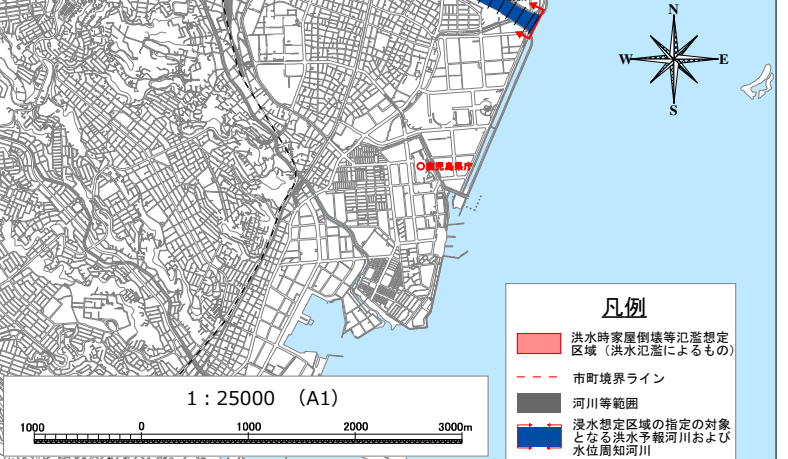 N
W
E
S
鹿児島県庁
凡例
洪水時家屋倒壊等氾濫想定
区域（洪水氾濫によるもの）
市町境界ライン
河川等範囲
浸水想定区域の指定の対象
となる洪水予報河川および
水位周知河川
1：25000 （A1）
1000 0 1000 2000 3000m